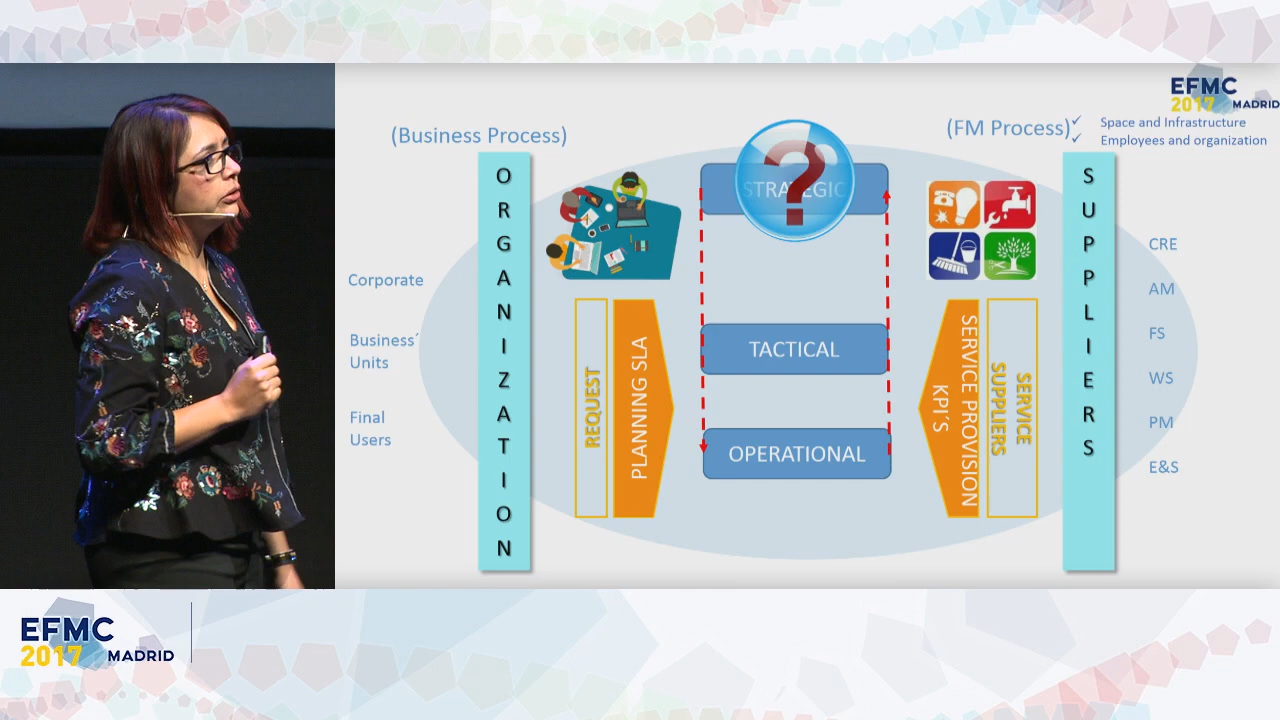 EFMC
2017 MADRID
(Business Process)
(FM Process)
✓ Space and Infrastructure
✓ Employees and organization
ORGANIZATION
STRATEGIC
SUPPLIERS
Corporate
Business´
Units
Final
Users
REQUEST
PLANNING SLA
TACTICAL
OPERATIONAL
SERVICE PROVISION
KPI´S
SERVICE
SUPPLIERS
CRE
AM
FS
WS
PM
E&S
EFMC
2017 MADRID